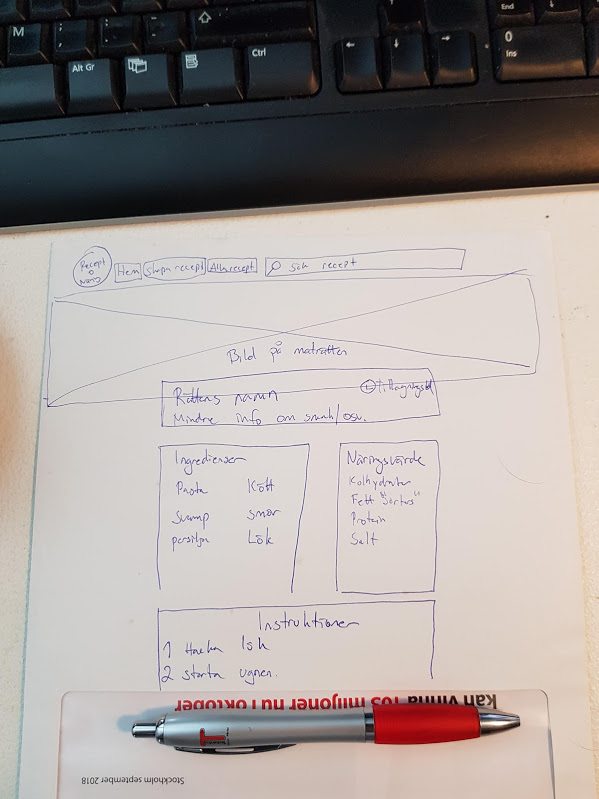 End
M
;
:
Alt Gr
Ctrl
0
Ins
Recept
Hem
Skapa recept
Alla recept
Sök recept
Bild på maträtten
Rättens namn
Tillagningstid
Mindre info om smak/osv.
Ingredienser
Pasta Kött
Svamp smör
persilja Lök
Näringsvärde
Kolhydrater
Fett "Sorters"
Protein
Salt
Instruktioner
1 Hacka lök
2 starta ugnen.
kan vinna 105 miljoner nu i oktober
Stockholm september 2018